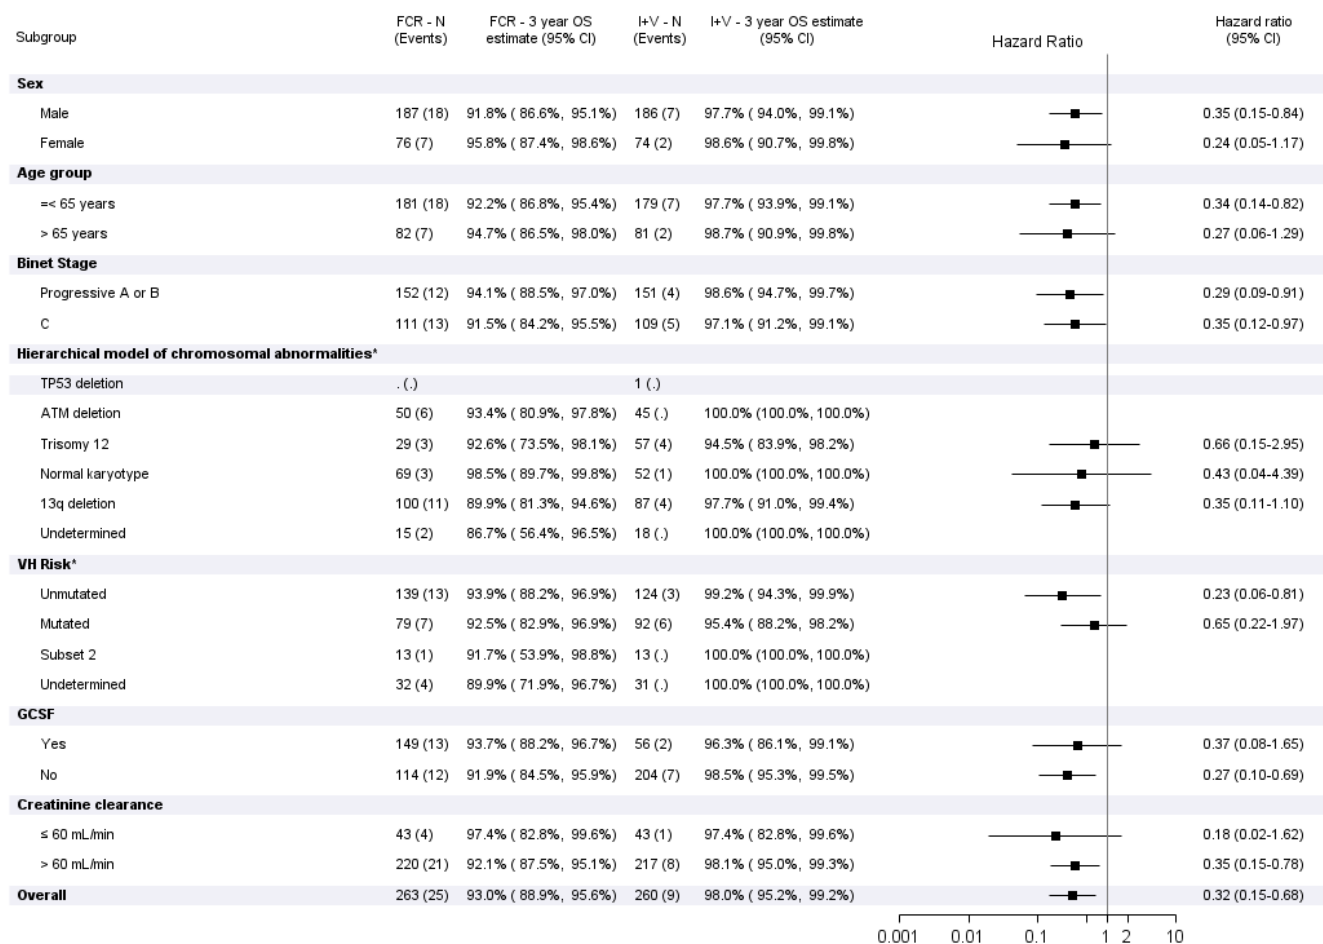 Subgroup FCR - N (Events) FCR - 3 year OS estimate (95% CI) I+V - N (Events) I+V - 3 year OS estimate (95% CI) Hazard Ratio Hazard ratio (95% CI)
Sex
Male 187 (18) 91.8% ( 86.6%, 95.1%) 186 (7) 97.7% ( 94.0%, 99.1%) 0.35 (0.15-0.84)
Female 76 (7) 95.8% ( 87.4%, 98.6%) 74 (2) 98.6% ( 90.7%, 99.8%) 0.24 (0.05-1.17)
Age group
=< 65 years 181 (18) 92.2% ( 86.8%, 95.4%) 179 (7) 97.7% ( 93.9%, 99.1%) 0.34 (0.14-0.82)
> 65 years 82 (7) 94.7% ( 86.5%, 98.0%) 81 (2) 98.7% ( 90.9%, 99.8%) 0.27 (0.06-1.29)
Binet Stage
Progressive A or B 152 (12) 94.1% ( 88.5%, 97.0%) 151 (4) 98.6% ( 94.7%, 99.7%) 0.29 (0.09-0.91)
C 111 (13) 91.5% ( 84.2%, 95.5%) 109 (5) 97.1% ( 91.2%, 99.1%) 0.35 (0.12-0.97)
Hierarchical model of chromosomal abnormalities*
TP53 deletion . (.) 1 (.)
ATM deletion 50 (6) 93.4% ( 80.9%, 97.8%) 45 (.) 100.0% (100.0%, 100.0%)
Trisomy 12 29 (3) 92.6% ( 73.5%, 98.1%) 57 (4) 94.5% ( 83.9%, 98.2%) 0.66 (0.15-2.95)
Normal karyotype 69 (3) 98.5% ( 89.7%, 99.8%) 52 (1) 100.0% (100.0%, 100.0%) 0.43 (0.04-4.39)
13q deletion 100 (11) 89.9% ( 81.3%, 94.6%) 87 (4) 97.7% ( 91.0%, 99.4%) 0.35 (0.11-1.10)
Undetermined 15 (2) 86.7% ( 56.4%, 96.5%) 18 (.) 100.0% (100.0%, 100.0%)
VH Risk*
Unmutated 139 (13) 93.9% ( 88.2%, 96.9%) 124 (3) 99.2% ( 94.3%, 99.9%) 0.23 (0.06-0.81)
Mutated 79 (7) 92.5% ( 82.9%, 96.9%) 92 (6) 95.4% ( 88.2%, 98.2%) 0.65 (0.22-1.97)
Subset 2 13 (1) 91.7% ( 53.9%, 98.8%) 13 (.) 100.0% (100.0%, 100.0%)
Undetermined 32 (4) 89.9% ( 71.9%, 96.7%) 31 (.) 100.0% (100.0%, 100.0%)
GCSF
Yes 149 (13) 93.7% ( 88.2%, 96.7%) 56 (2) 96.3% ( 86.1%, 99.1%) 0.37 (0.08-1.65)
No 114 (12) 91.9% ( 84.5%, 95.9%) 204 (7) 98.5% ( 95.3%, 99.5%) 0.27 (0.10-0.69)
Creatinine clearance
≤ 60 mL/min 43 (4) 97.4% ( 82.8%, 99.6%) 43 (1) 97.4% ( 82.8%, 99.6%) 0.18 (0.02-1.62)
> 60 mL/min 220 (21) 92.1% ( 87.5%, 95.1%) 217 (8) 98.1% ( 95.0%, 99.3%) 0.35 (0.15-0.78)
Overall 263 (25) 93.0% ( 88.9%, 95.6%) 260 (9) 98.0% ( 95.2%, 99.2%) 0.32 (0.15-0.68)
0.001 0.01 0.1 1 2 10